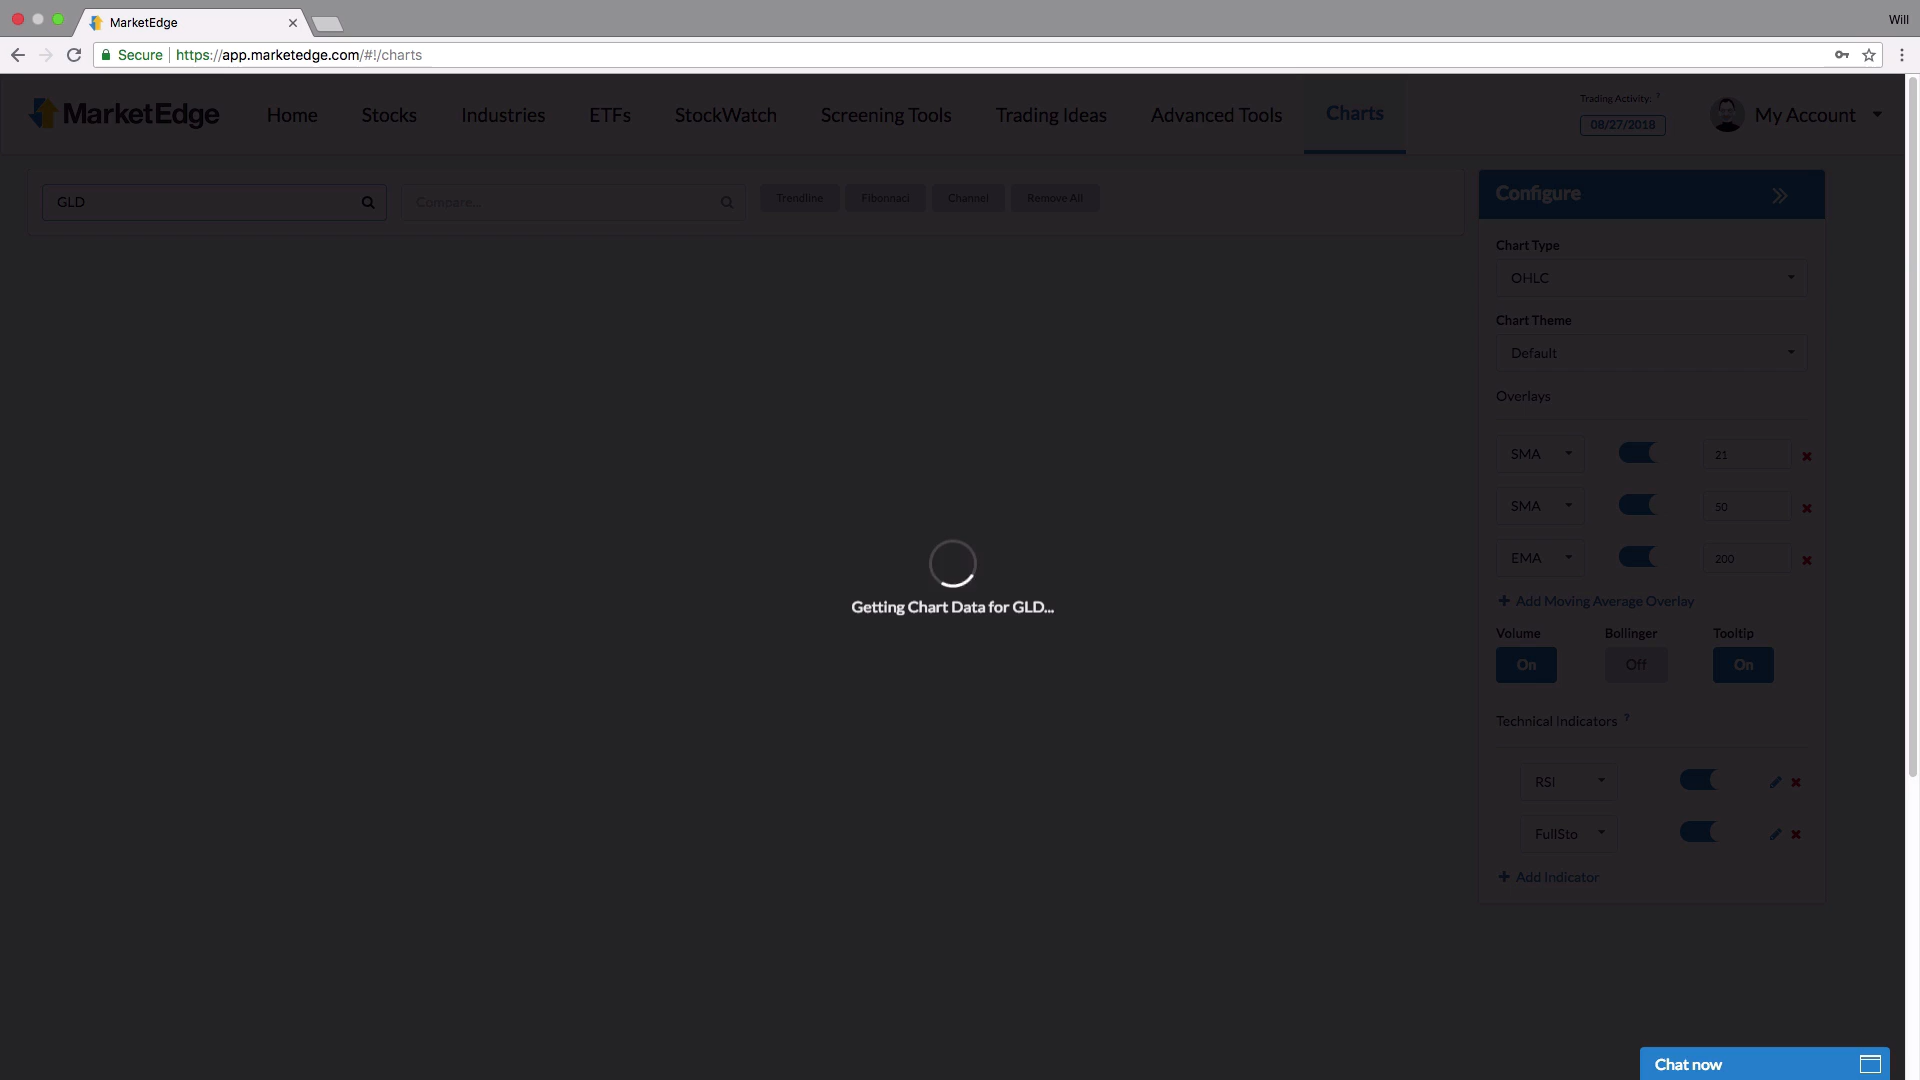 MarketEdge
Will
Secure
https://app.marketedge.com/#!/charts
MarketEdge
Home
Stocks
Industries
ETFs
StockWatch
Screening Tools
Trading Ideas
Advanced Tools
Charts
Trading Activity: ?
08/27/2018
My Account
GLD
Compare...
Trendline
Fibonnaci
Channel
Remove All
Configure
Chart Type
OHLC
Chart Theme
Default
Overlays
SMA
21
SMA
50
EMA
200
+ Add Moving Average Overlay
Volume
Bollinger
Tooltip
On
Off
On
Technical Indicators ?
RSI
FullSto
+ Add Indicator
Getting Chart Data for GLD...
Chat now